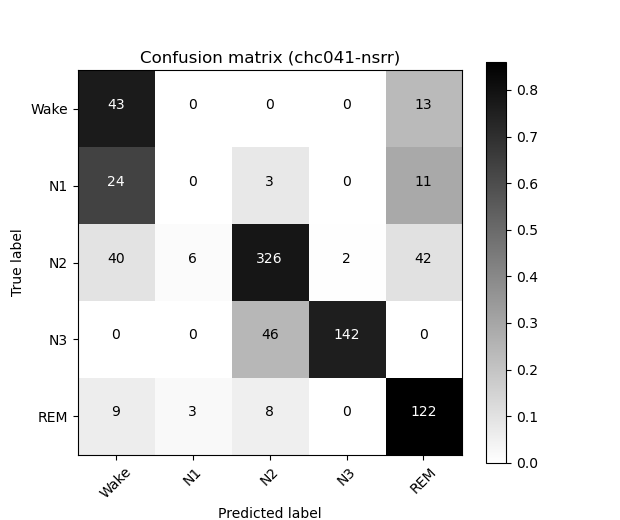 Confusion matrix (chc041-nsrr)
True label
Wake 43 0 0 0 13
N1 24 0 3 0 11
N2 40 6 326 2 42
N3 0 0 46 142 0
REM 9 3 8 0 122
Wake N1 N2 N3 REM
Predicted label
0.8
0.7
0.6
0.5
0.4
0.3
0.2
0.1
0.0